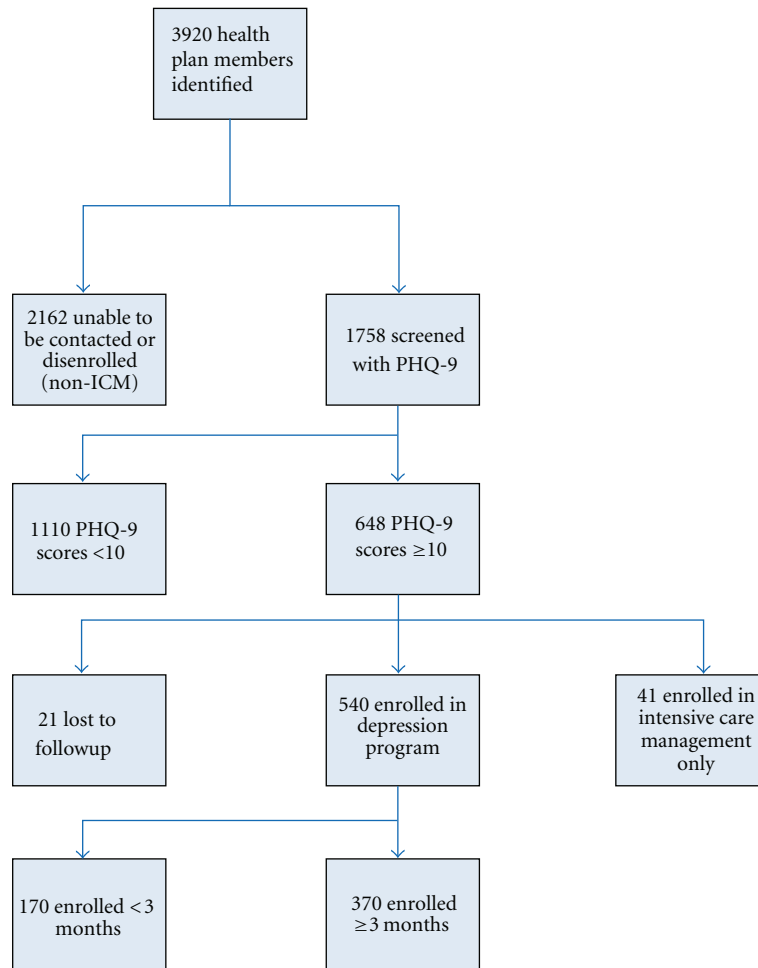 3920 health
plan members
identified
2162 unable to
be contacted or
disenrolled
(non-ICM)
1758 screened
with PHQ-9
1110 PHQ-9
scores <10
648 PHQ-9
scores ≥10
21 lost to
followup
540 enrolled in
depression
program
41 enrolled in
intensive care
management
only
170 enrolled <3
months
370 enrolled
≥3 months